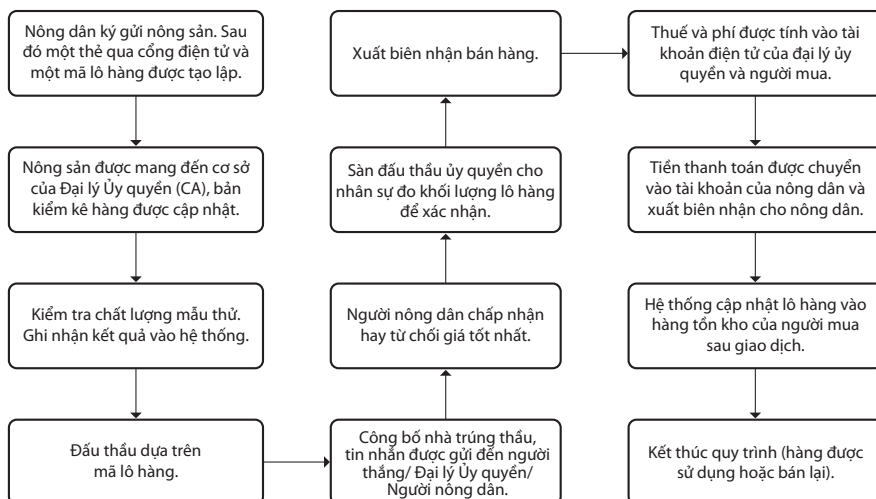 Nông dân ký gửi nông sản. Sau
đó một thẻ qua cổng điện tử và
một mã lô hàng được tạo lập.
Nông sản được mang đến cơ sở
của Đại lý Ủy quyền (CA), bản
kiểm kê hàng được cập nhật.
Kiểm tra chất lượng mẫu thử.
Ghi nhận kết quả vào hệ thống.
Đấu thầu dựa trên
mã lô hàng.
Công bố nhà trúng thầu,
tin nhắn được gửi đến người
thắng/ Đại lý Ủy quyền/
Người nông dân.
Người nông dân chấp nhận
hay từ chối giá tốt nhất.
Sàn đấu thầu ủy quyền cho
nhân sự đo khối lượng lô hàng
để xác nhận.
Xuất biên nhận bán hàng.
Thuế và phí được tính vào tài
khoản điện tử của đại lý ủy
quyền và người mua.
Tiền thanh toán được chuyển
vào tài khoản của nông dân và
xuất biên nhận cho nông dân.
Hệ thống cập nhật lô hàng vào
hàng tồn kho của người mua
sau giao dịch.
Kết thúc quy trình (hàng được
sử dụng hoặc bán lại).